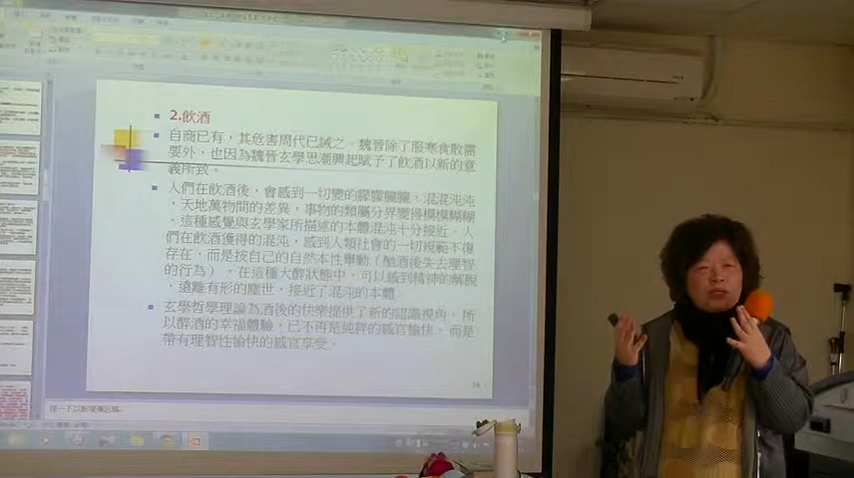 2.飲酒
自商已有，其危害周代已誡之。魏晉除了服寒食散需
要外，也因為魏晉玄學思潮興起賦予了飲酒以新的意
義所致。
人們在飲酒後，會感到一切變的朦朦朧朧，混混沌沌
，天地萬物間的差異，事物的類屬分界變得模模糊糊
。這種感覺與玄學家所描述的本體混沌十分接近。人
們在飲酒獲得的混沌，感到人類社會的一切規範不復
存在，而是按自己的自然本性舉動（酗酒後失去理智
的行為）。在這種大醉狀態中，可以感到精神的解脫
，遠離有形的塵世，接近了混沌的本體。
玄學哲學理論為酒後的快樂提供了新的認識視角，所
以醉酒的幸福體驗，已不再是純粹的感官愉快，而是
帶有理智性愉快的感官享受。
按一下以新增備忘稿